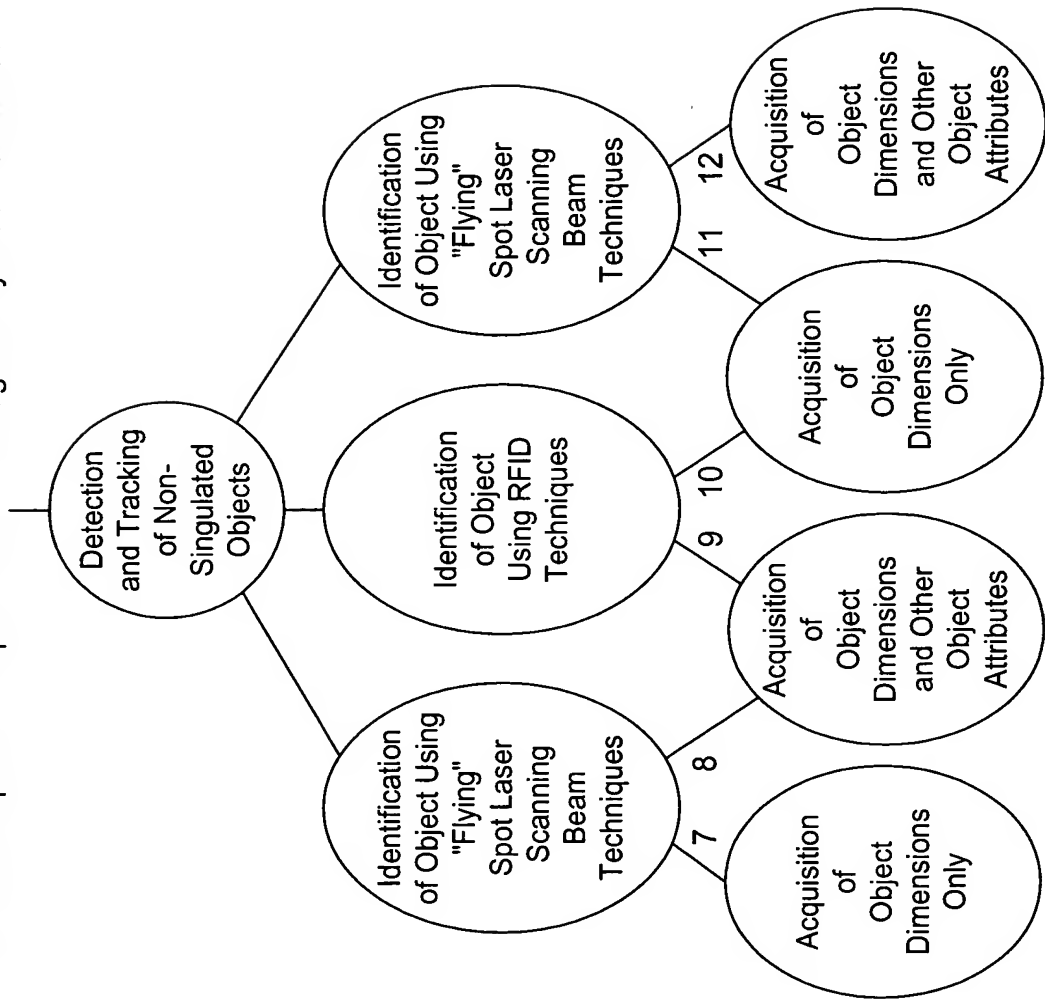 Detection
and Tracking
of Non-
Singulated
Objects
Identification
of Object Using
"Flying"
Spot Laser
Scanning
Beam
Techniques
Identification
of Object
Using RFID
Techniques
Identification
of Object Using
"Flying"
Spot Laser
Scanning
Beam
Techniques
7
8
9
10
11
12
Acquisition
of
Object
Dimensions
Only
Acquisition
of
Object
Dimensions
and Other
Object
Attributes
Acquisition
of
Object
Dimensions
Only
Acquisition
of
Object
Dimensions
and Other
Object
Attributes